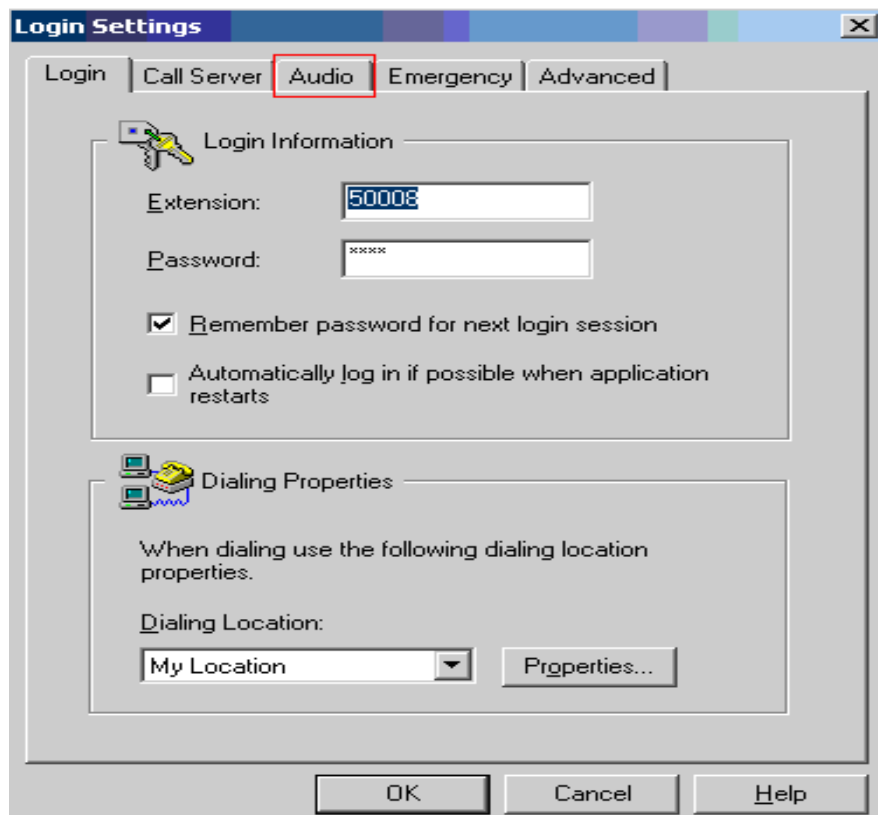 Login Settings
Login Call Server Audio Emergency Advanced
Login Information
Extension: 50008
Password: ****
Remember password for next login session
Automatically log in if possible when application
restarts
Dialing Properties
When dialing use the following dialing location
properties.
Dialing Location:
My Location Properties...
OK Cancel Help